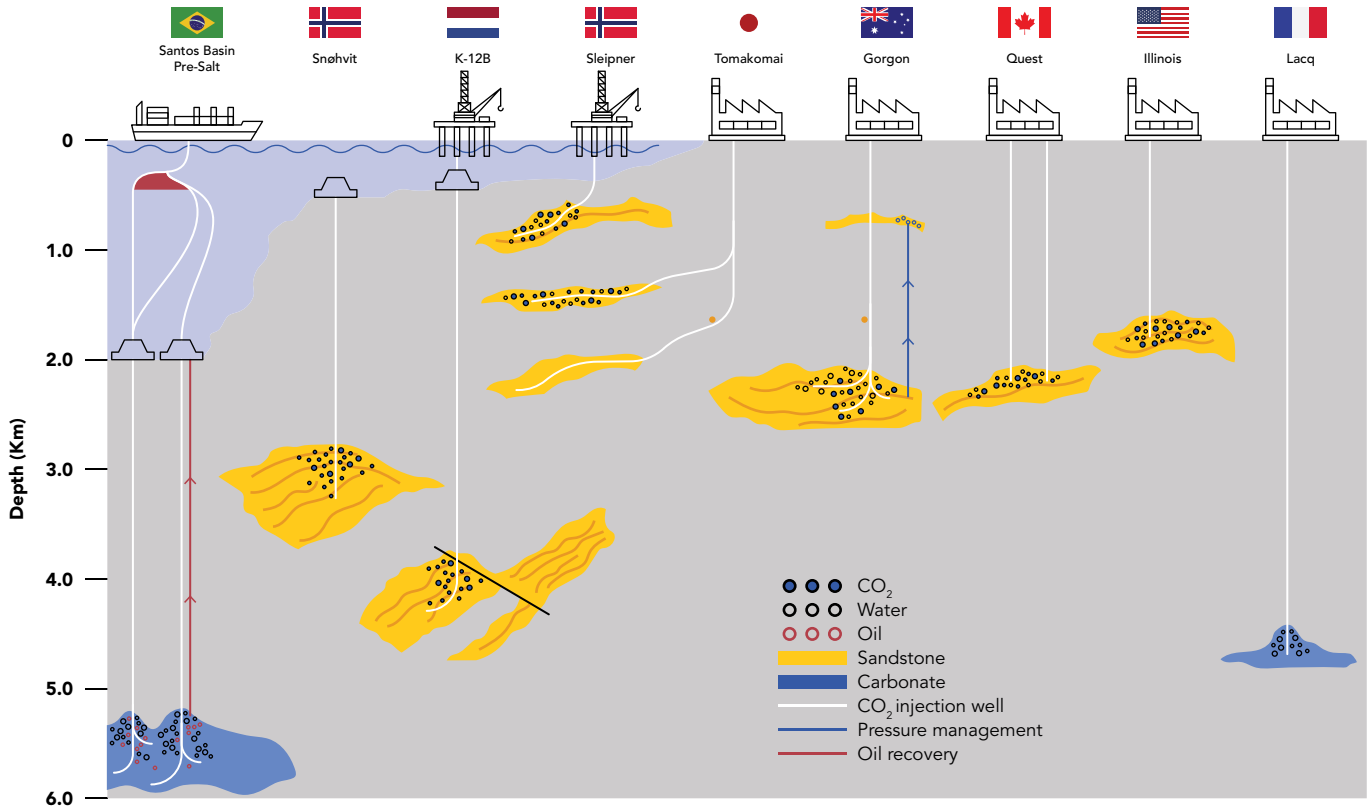 Santos Basin
Pre-Salt
Snøhvit
K-12B
Sleipner
Tomakomai
Gorgon
Quest
Illinois
Lacq
0
1.0
2.0
3.0
4.0
5.0
6.0
Depth (Km)
CO₂
Water
Oil
Sandstone
Carbonate
CO₂ injection well
Pressure management
Oil recovery